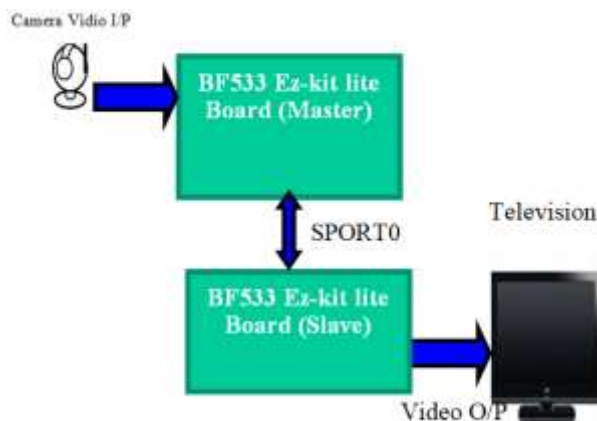 Camera Vidio I/P
BF533 Ez-kit lite
Board (Master)
Television
SPORT0
BF533 Ez-kit lite
Board (Slave)
Video O/P